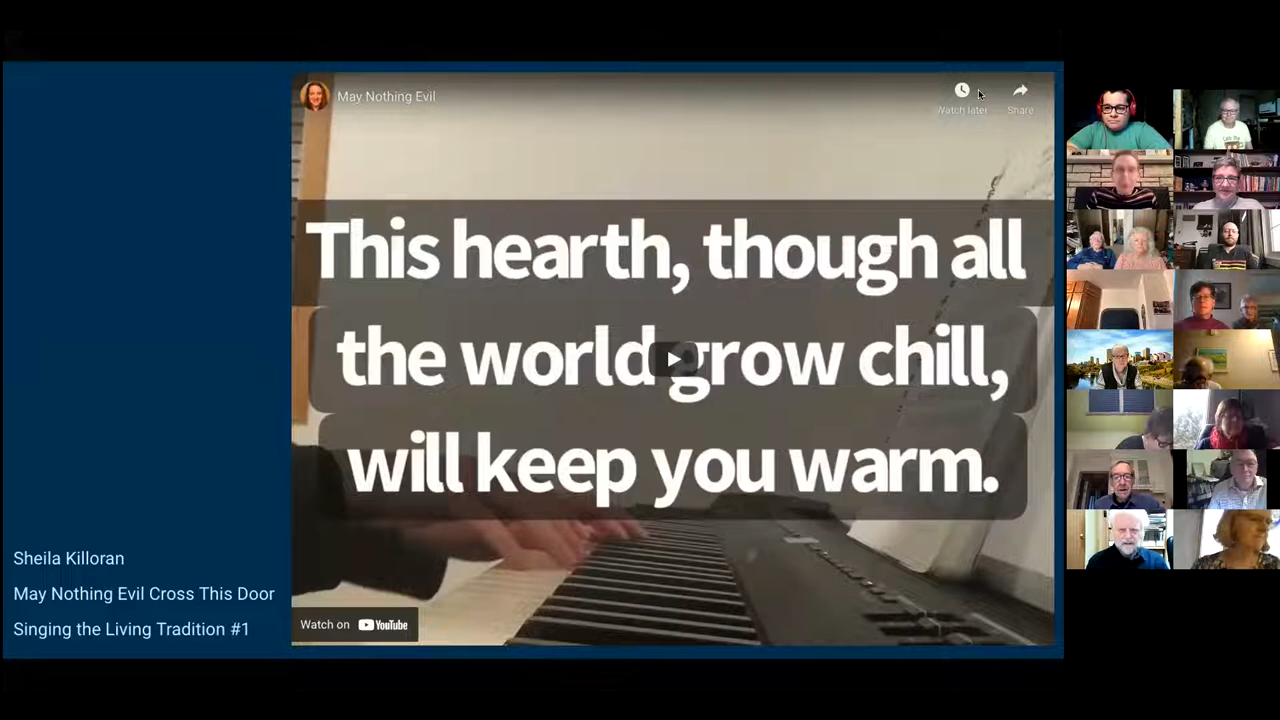 May Nothing Evil
Watch later
Share
This hearth, though all
the world grow chill,
will keep you warm.
Sheila Killoran
May Nothing Evil Cross This Door
Singing the Living Tradition #1
Watch on YouTube